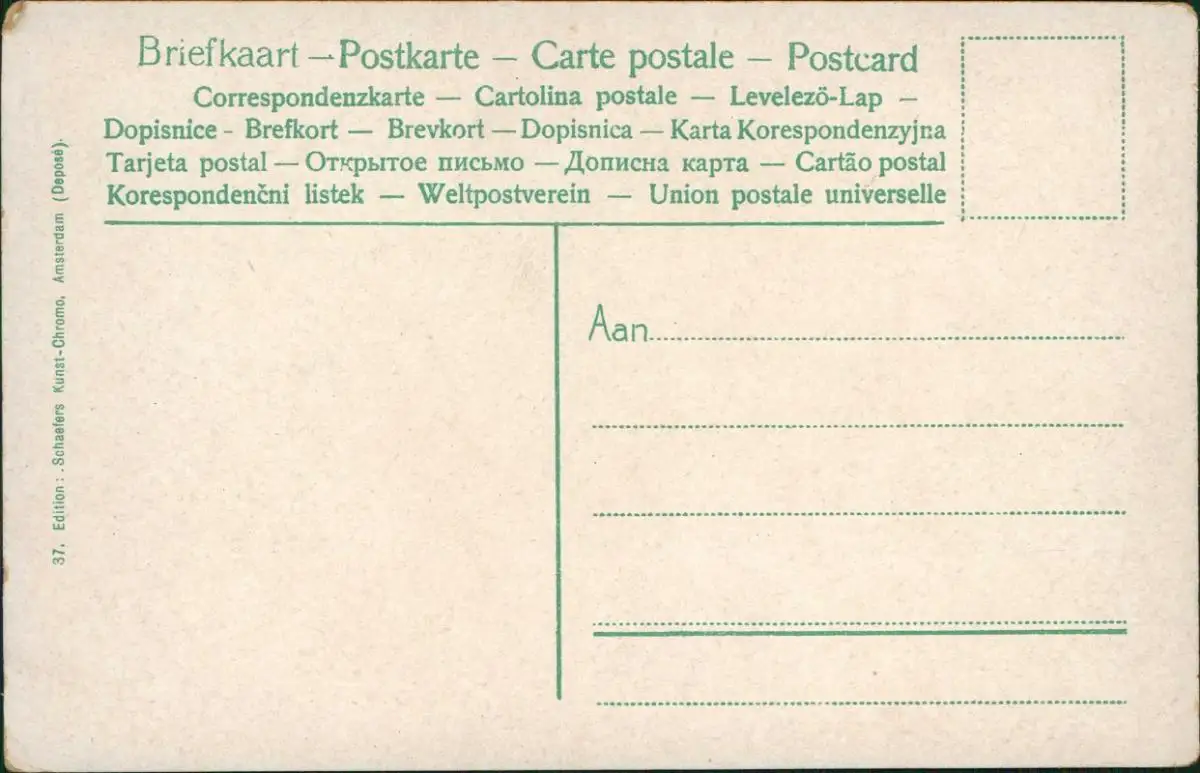 Briefkaart — Postkarte — Carte postale — Postcard
Correspondenzkarte — Cartolina postale — Levelezö-Lap —
Dopisnice - Brefkort — Brevkort — Dopisnica — Karta Korespondenzyjna
Tarjeta postal — Открытое письмо — Дописна карта — Cartão postal
Korespondenčni listek — Weltpostverein — Union postale universelle
Aan
37. Edition: . Schaefers Kunst-Chromo, Amsterdam (Deposé).